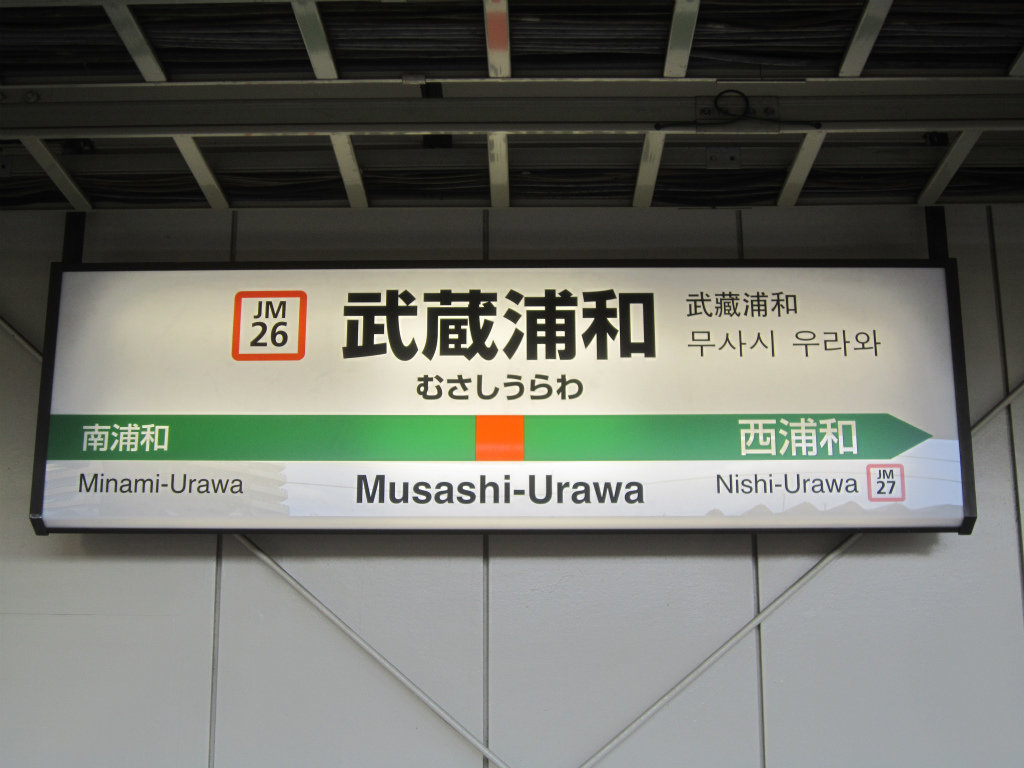 JM
26
武蔵浦和
武藏浦和
무사시 우라와
むさしうらわ
南浦和
西浦和
Minami-Urawa
Musashi-Urawa
Nishi-Urawa
JM
27